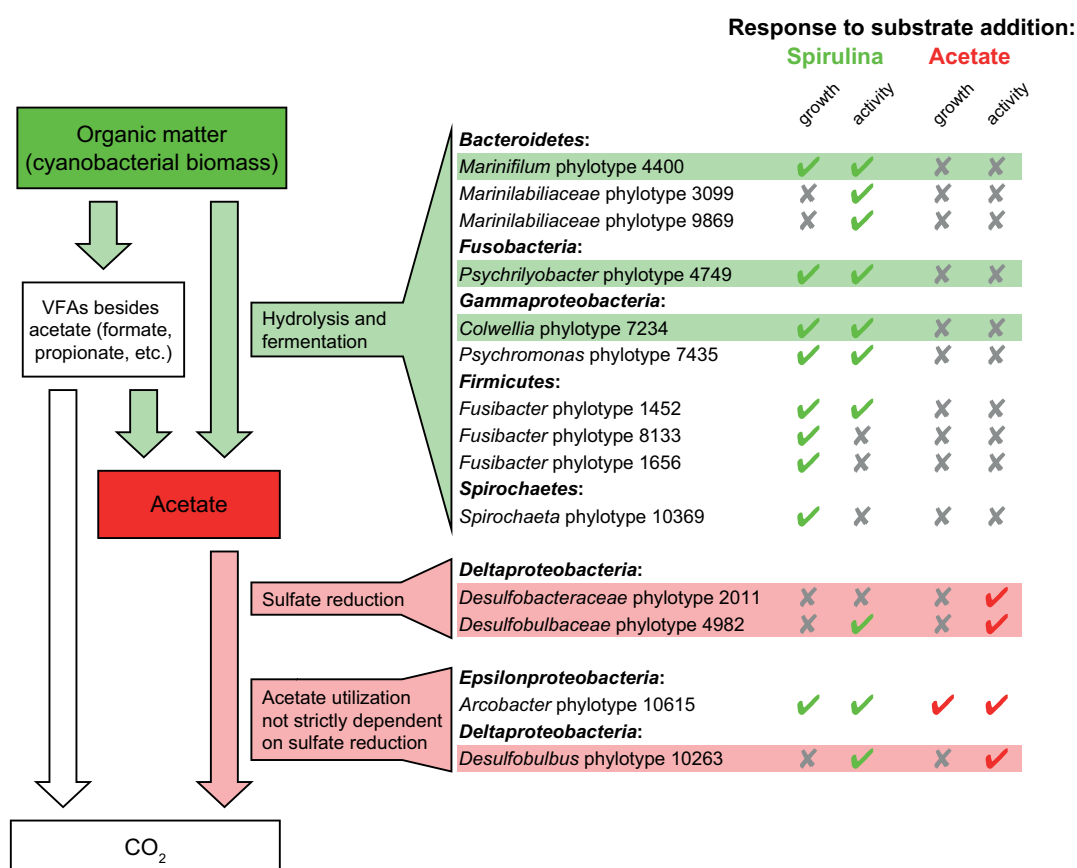 Response to substrate addition:
Spirulina Acetate
growth activity growth activity
Organic matter
(cyanobacterial biomass)
VFAs besides
acetate (formate,
propionate, etc.)
Acetate
CO2
Hydrolysis and
fermentation
Bacteroidetes:
Marinifilum phylotype 4400 ✓ ✓ ✗ ✗
Marinilabiliaceae phylotype 3099 ✗ ✓ ✗ ✗
Marinilabiliaceae phylotype 9869 ✗ ✓ ✗ ✗
Fusobacteria:
Psychrilyobacter phylotype 4749 ✓ ✓ ✗ ✗
Gammaproteobacteria:
Colwellia phylotype 7234 ✓ ✓ ✗ ✗
Psychromonas phylotype 7435 ✓ ✓ ✗ ✗
Firmicutes:
Fusibacter phylotype 1452 ✓ ✓ ✗ ✗
Fusibacter phylotype 8133 ✓ ✗ ✗ ✗
Fusibacter phylotype 1656 ✓ ✗ ✗ ✗
Spirochaetes:
Spirochaeta phylotype 10369 ✓ ✗ ✗ ✗
Sulfate reduction
Deltaproteobacteria:
Desulfobacteraceae phylotype 2011 ✗ ✗ ✗ ✓
Desulfobulbaceae phylotype 4982 ✗ ✓ ✗ ✓
Acetate utilization
not strictly dependent
on sulfate reduction
Epsilonproteobacteria:
Arcobacter phylotype 10615 ✓ ✓ ✓ ✓
Deltaproteobacteria:
Desulfobulbus phylotype 10263 ✗ ✓ ✗ ✓